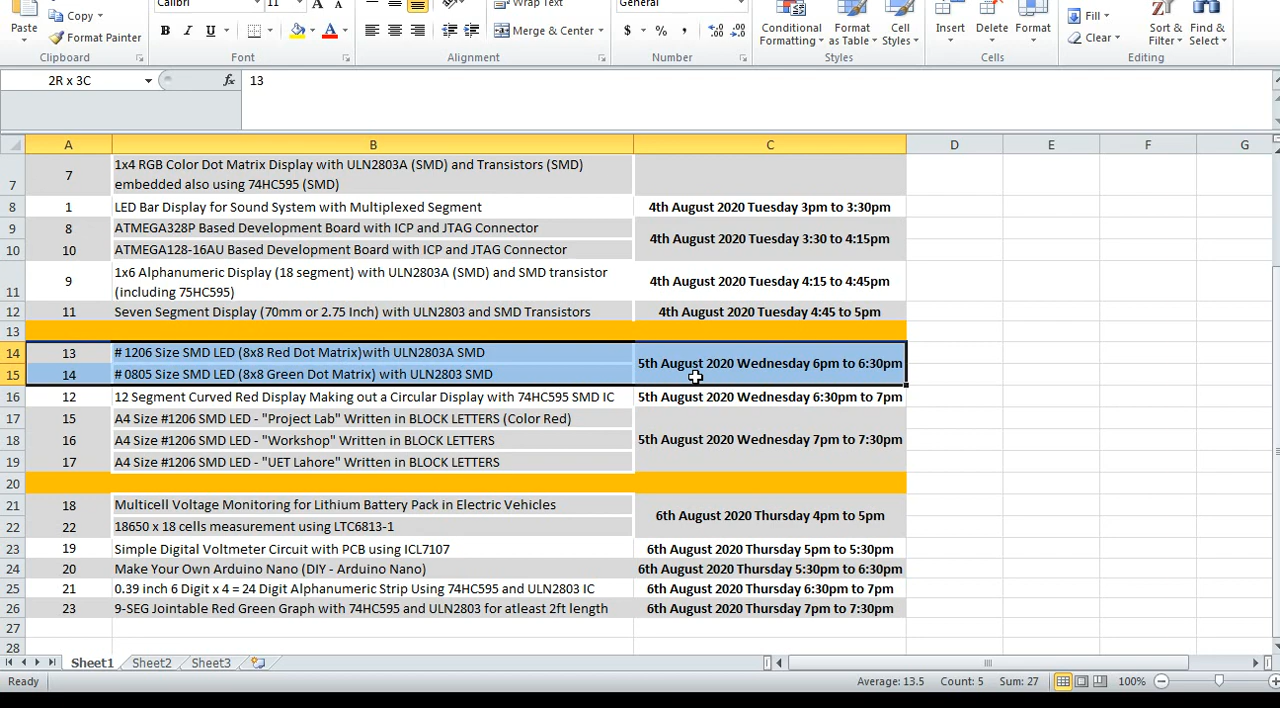 Calibri 11 A A Wrap Text General
Paste Copy Format Painter
B I U Merge & Center $ % , Conditional Formatting Format as Table Cell Styles Insert Delete Format Fill Clear Sort & Filter Find & Select
Clipboard Font Alignment Number Styles Cells Editing
2R x 3C fx 13
A B C D E F G
7 7 1x4 RGB Color Dot Matrix Display with ULN2803A (SMD) and Transistors (SMD)
embedded also using 74HC595 (SMD)
8 1 LED Bar Display for Sound System with Multiplexed Segment 4th August 2020 Tuesday 3pm to 3:30pm
9 8 ATMEGA328P Based Development Board with ICP and JTAG Connector
4th August 2020 Tuesday 3:30 to 4:15pm
10 10 ATMEGA128-16AU Based Development Board with ICP and JTAG Connector
11 9 1x6 Alphanumeric Display (18 segment) with ULN2803A (SMD) and SMD transistor
(including 75HC595) 4th August 2020 Tuesday 4:15 to 4:45pm
12 11 Seven Segment Display (70mm or 2.75 Inch) with ULN2803 and SMD Transistors 4th August 2020 Tuesday 4:45 to 5pm
13
14 13 # 1206 Size SMD LED (8x8 Red Dot Matrix)with ULN2803A SMD
5th August 2020 Wednesday 6pm to 6:30pm
15 14 # 0805 Size SMD LED (8x8 Green Dot Matrix) with ULN2803 SMD
16 12 12 Segment Curved Red Display Making out a Circular Display with 74HC595 SMD IC 5th August 2020 Wednesday 6:30pm to 7pm
17 15 A4 Size #1206 SMD LED - "Project Lab" Written in BLOCK LETTERS (Color Red)
18 16 A4 Size #1206 SMD LED - "Workshop" Written in BLOCK LETTERS 5th August 2020 Wednesday 7pm to 7:30pm
19 17 A4 Size #1206 SMD LED - "UET Lahore" Written in BLOCK LETTERS
20
21 18 Multicell Voltage Monitoring for Lithium Battery Pack in Electric Vehicles
6th August 2020 Thursday 4pm to 5pm
22 22 18650 x 18 cells measurement using LTC6813-1
23 19 Simple Digital Voltmeter Circuit with PCB using ICL7107 6th August 2020 Thursday 5pm to 5:30pm
24 20 Make Your Own Arduino Nano (DIY - Arduino Nano) 6th August 2020 Thursday 5:30pm to 6:30pm
25 21 0.39 inch 6 Digit x 4 = 24 Digit Alphanumeric Strip Using 74HC595 and ULN2803 IC 6th August 2020 Thursday 6:30pm to 7pm
26 23 9-SEG Jointable Red Green Graph with 74HC595 and ULN2803 for atleast 2ft length 6th August 2020 Thursday 7pm to 7:30pm
27
28
Sheet1 Sheet2 Sheet3
Ready Average: 13.5 Count: 5 Sum: 27 100%